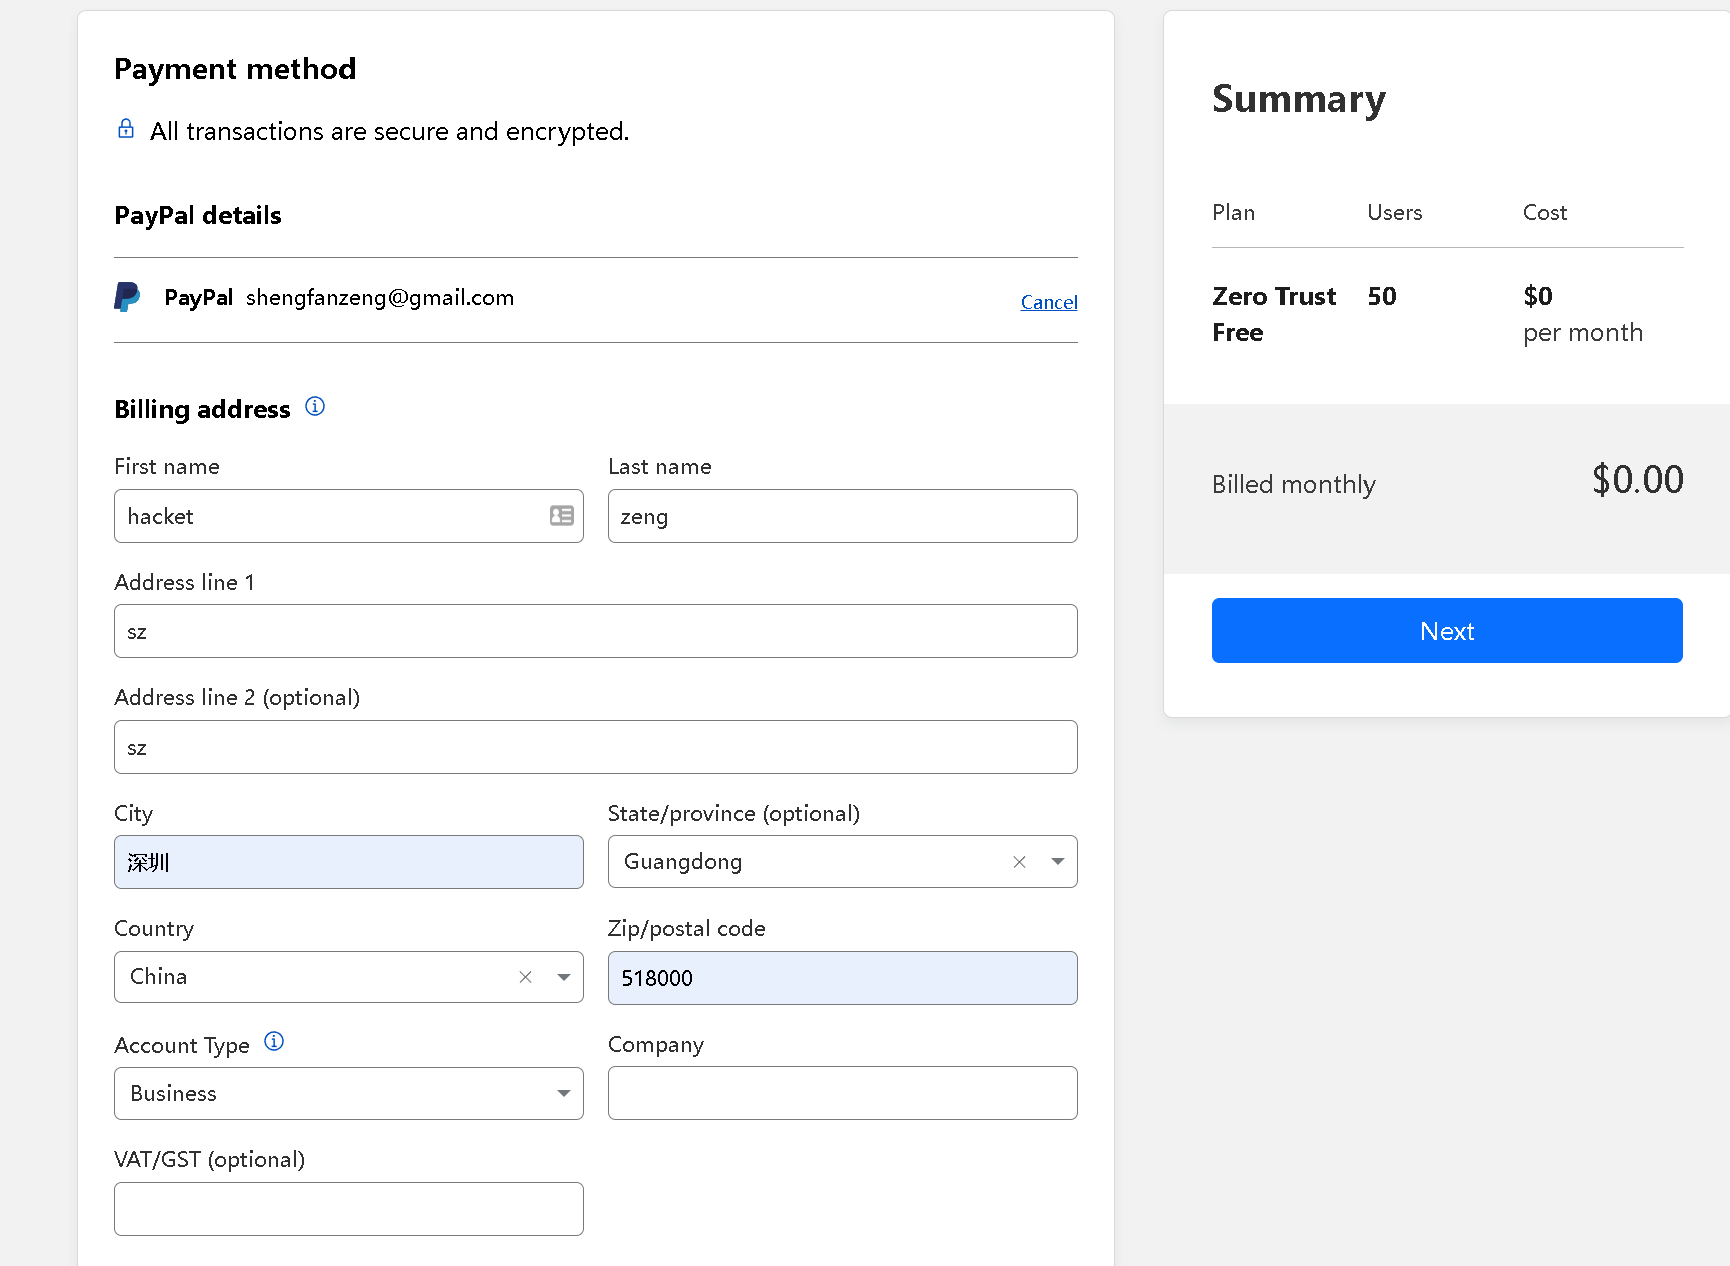 Payment method
All transactions are secure and encrypted.
PayPal details
PayPal shengfanzeng@gmail.com Cancel
Billing address
First name Last name
hacket zeng
Address line 1
sz
Address line 2 (optional)
sz
City State/province (optional)
深圳 Guangdong
Country Zip/postal code
China 518000
Account Type Company
Business
VAT/GST (optional)
Summary
Plan Users Cost
Zero Trust Free 50 $0 per month
Billed monthly $0.00
Next